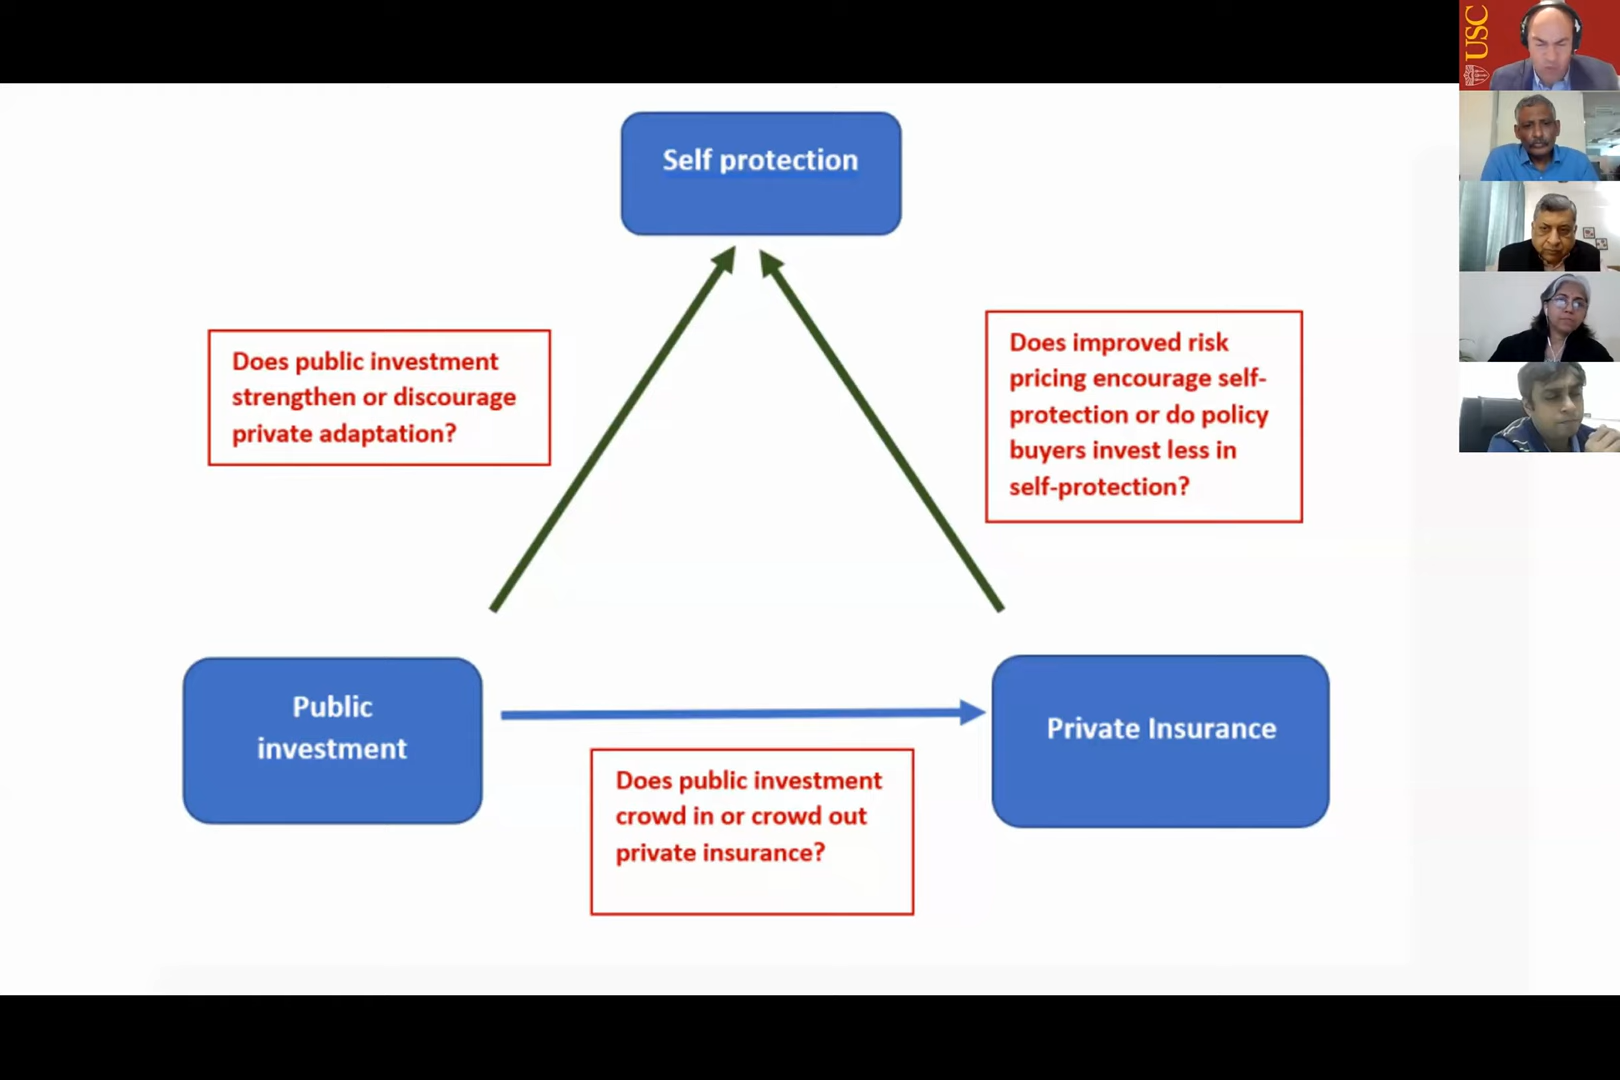 Self protection
Does public investment
strengthen or discourage
private adaptation?
Does improved risk
pricing encourage self-
protection or do policy
buyers invest less in
self-protection?
Public
investment
Private Insurance
Does public investment
crowd in or crowd out
private insurance?
USC